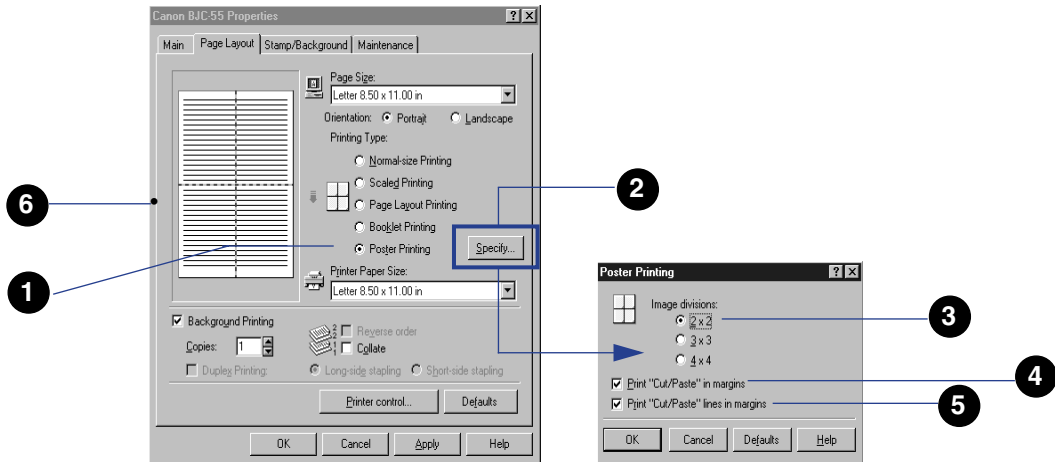 Canon BJC-55 Properties
Main Page Layout Stamp/Background Maintenance
Page Size:
Letter 8.50 x 11.00 in
Orientation: Portrait Landscape
Printing Type:
Normal-size Printing
Scaled Printing
Page Layout Printing
Booklet Printing
Poster Printing
Specify...
Printer Paper Size:
Letter 8.50 x 11.00 in
Background Printing
Copies: 1
Reverse order
Collate
Duplex Printing: Long-side stapling Short-side stapling
Printer control... Defaults
OK Cancel Apply Help
6
1
2
Poster Printing
Image divisions:
2 x 2
3 x 3
4 x 4
Print "Cut/Paste" in margins
Print "Cut/Paste" lines in margins
OK Cancel Defaults Help
3
4
5